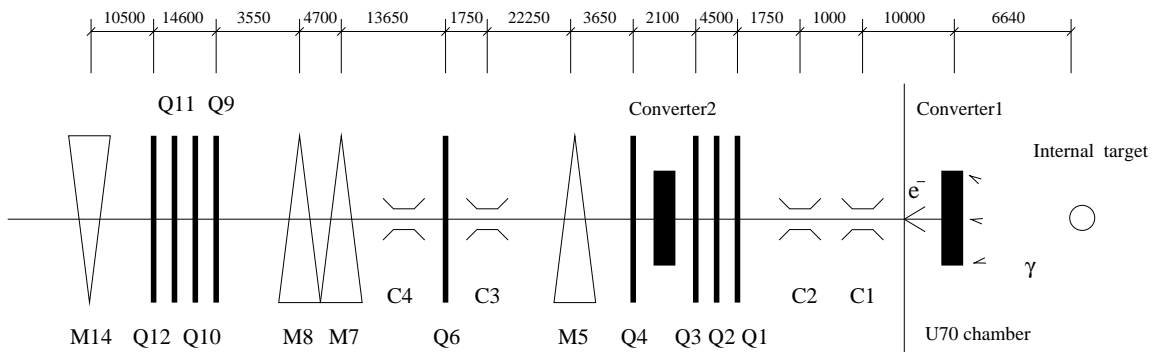 10500 14600 3550 4700 13650 1750 22250 3650 2100 4500 1750 1000 10000 6640
Q11 Q9 Converter2 Converter1
Internal target
e−
γ
C4 C3 C2 C1
M14 Q12 Q10 M8 M7 Q6 M5 Q4 Q3 Q2 Q1 U70 chamber